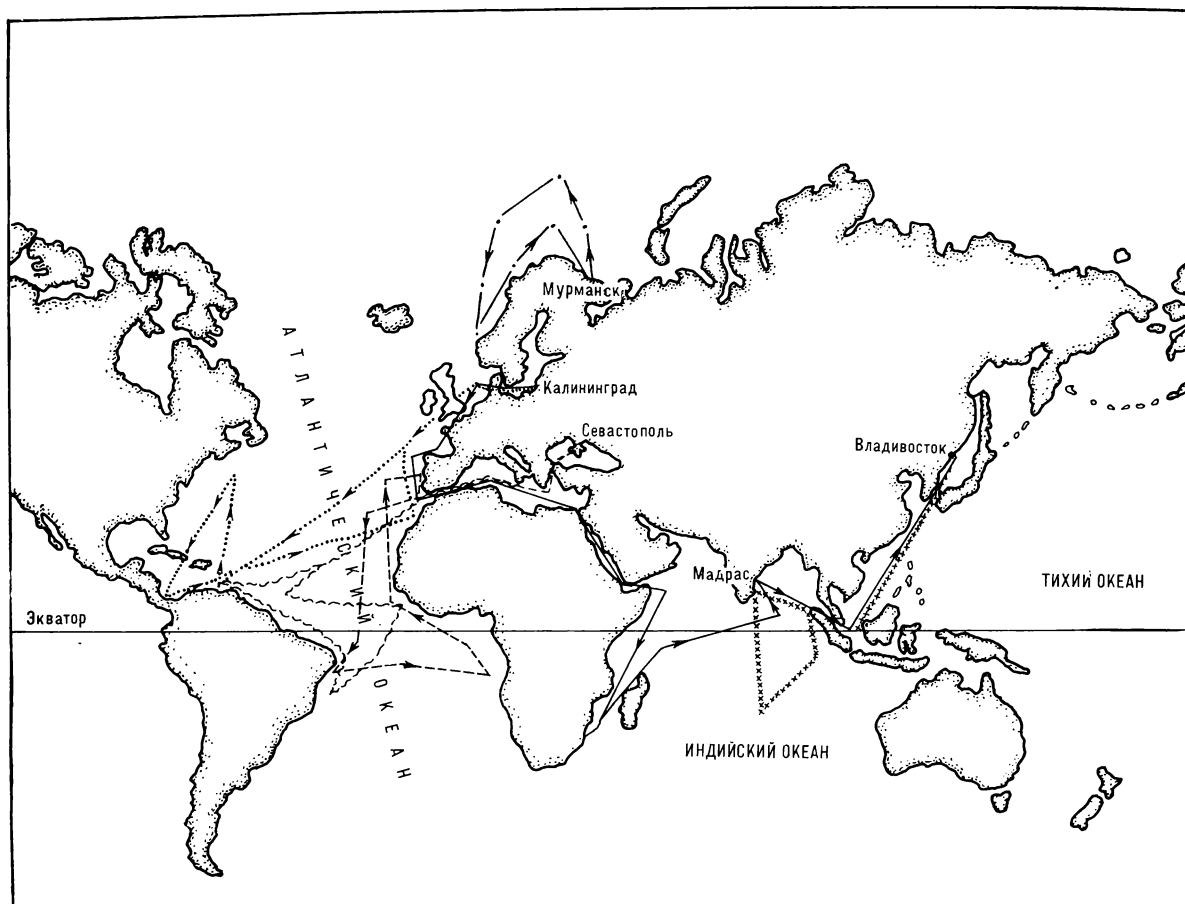 Мурманск
АТЛАНТИЧЕСКИЙ ОКЕАН
Калининград
Севастополь
Владивосток
Мадрас
ТИХИЙ ОКЕАН
Экватор
ИНДИЙСКИЙ ОКЕАН